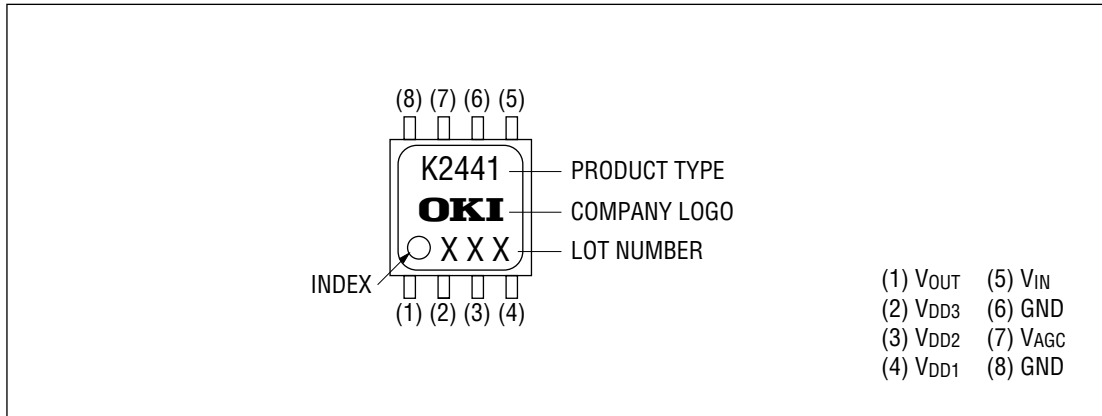 (8) (7) (6) (5)
K2441
PRODUCT TYPE
OKI
COMPANY LOGO
X X X
LOT NUMBER
INDEX
(1) (2) (3) (4)
(1) VOUT (5) VIN
(2) VDD3 (6) GND
(3) VDD2 (7) VAGC
(4) VDD1 (8) GND